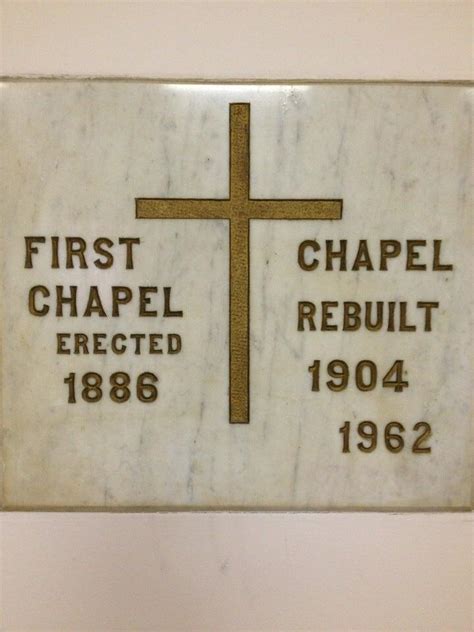 FIRST
CHAPEL
ERECTED
1886
CHAPEL
REBUILT
1904
1962